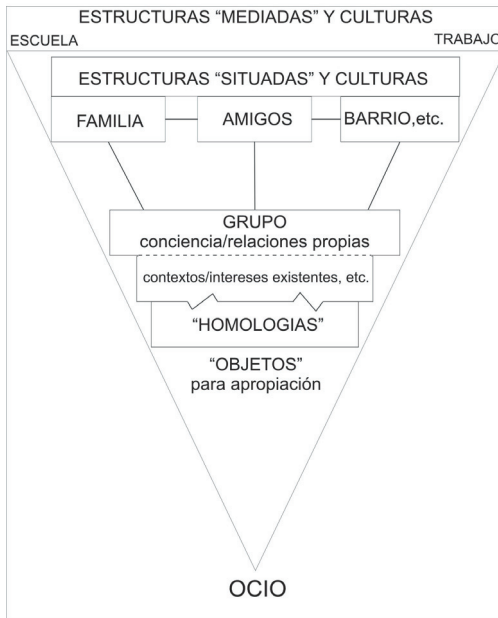 ESTRUCTURAS “MEDIADAS” Y CULTURAS
ESCUELA
TRABAJO
ESTRUCTURAS “SITUADAS” Y CULTURAS
FAMILIA
AMIGOS
BARRIO,etc.
GRUPO
conciencia/relaciones propias
contextos/intereses existentes, etc.
“HOMOLOGIAS”
“OBJETOS”
para apropiación
OCIO